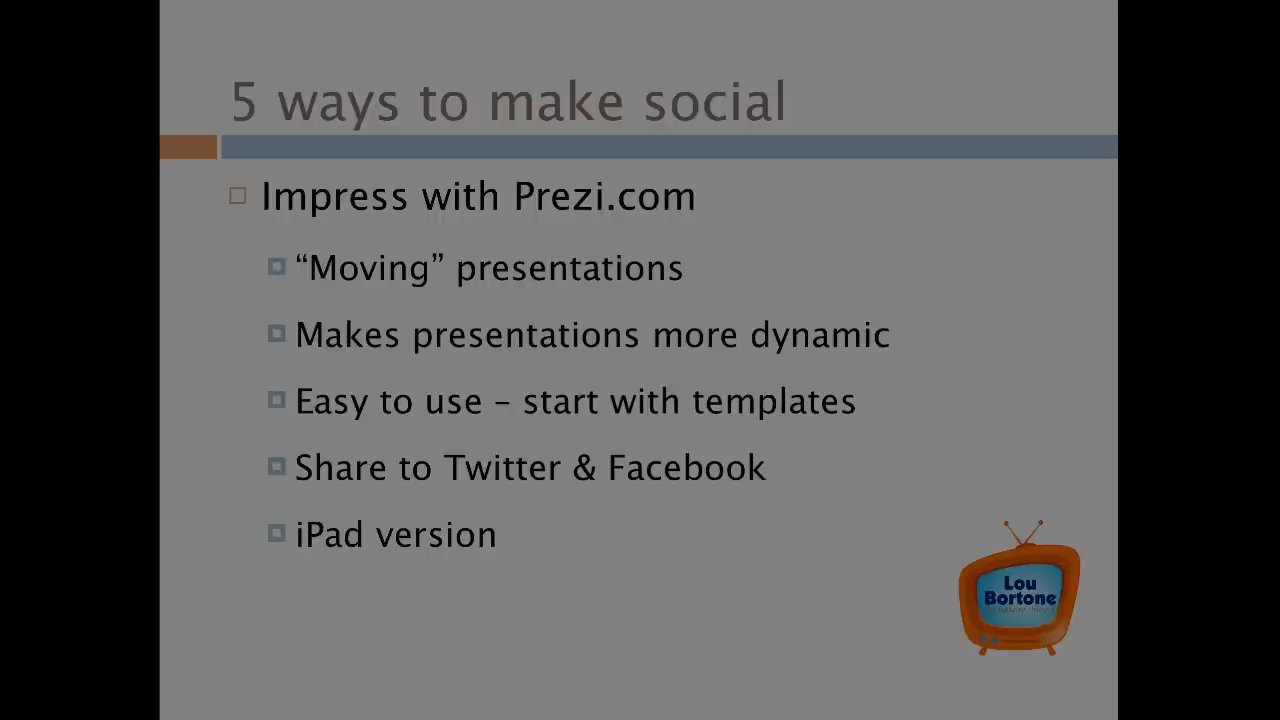 5 ways to make social
Impress with Prezi.com
“Moving” presentations
Makes presentations more dynamic
Easy to use – start with templates
Share to Twitter & Facebook
iPad version
Lou
Bortone